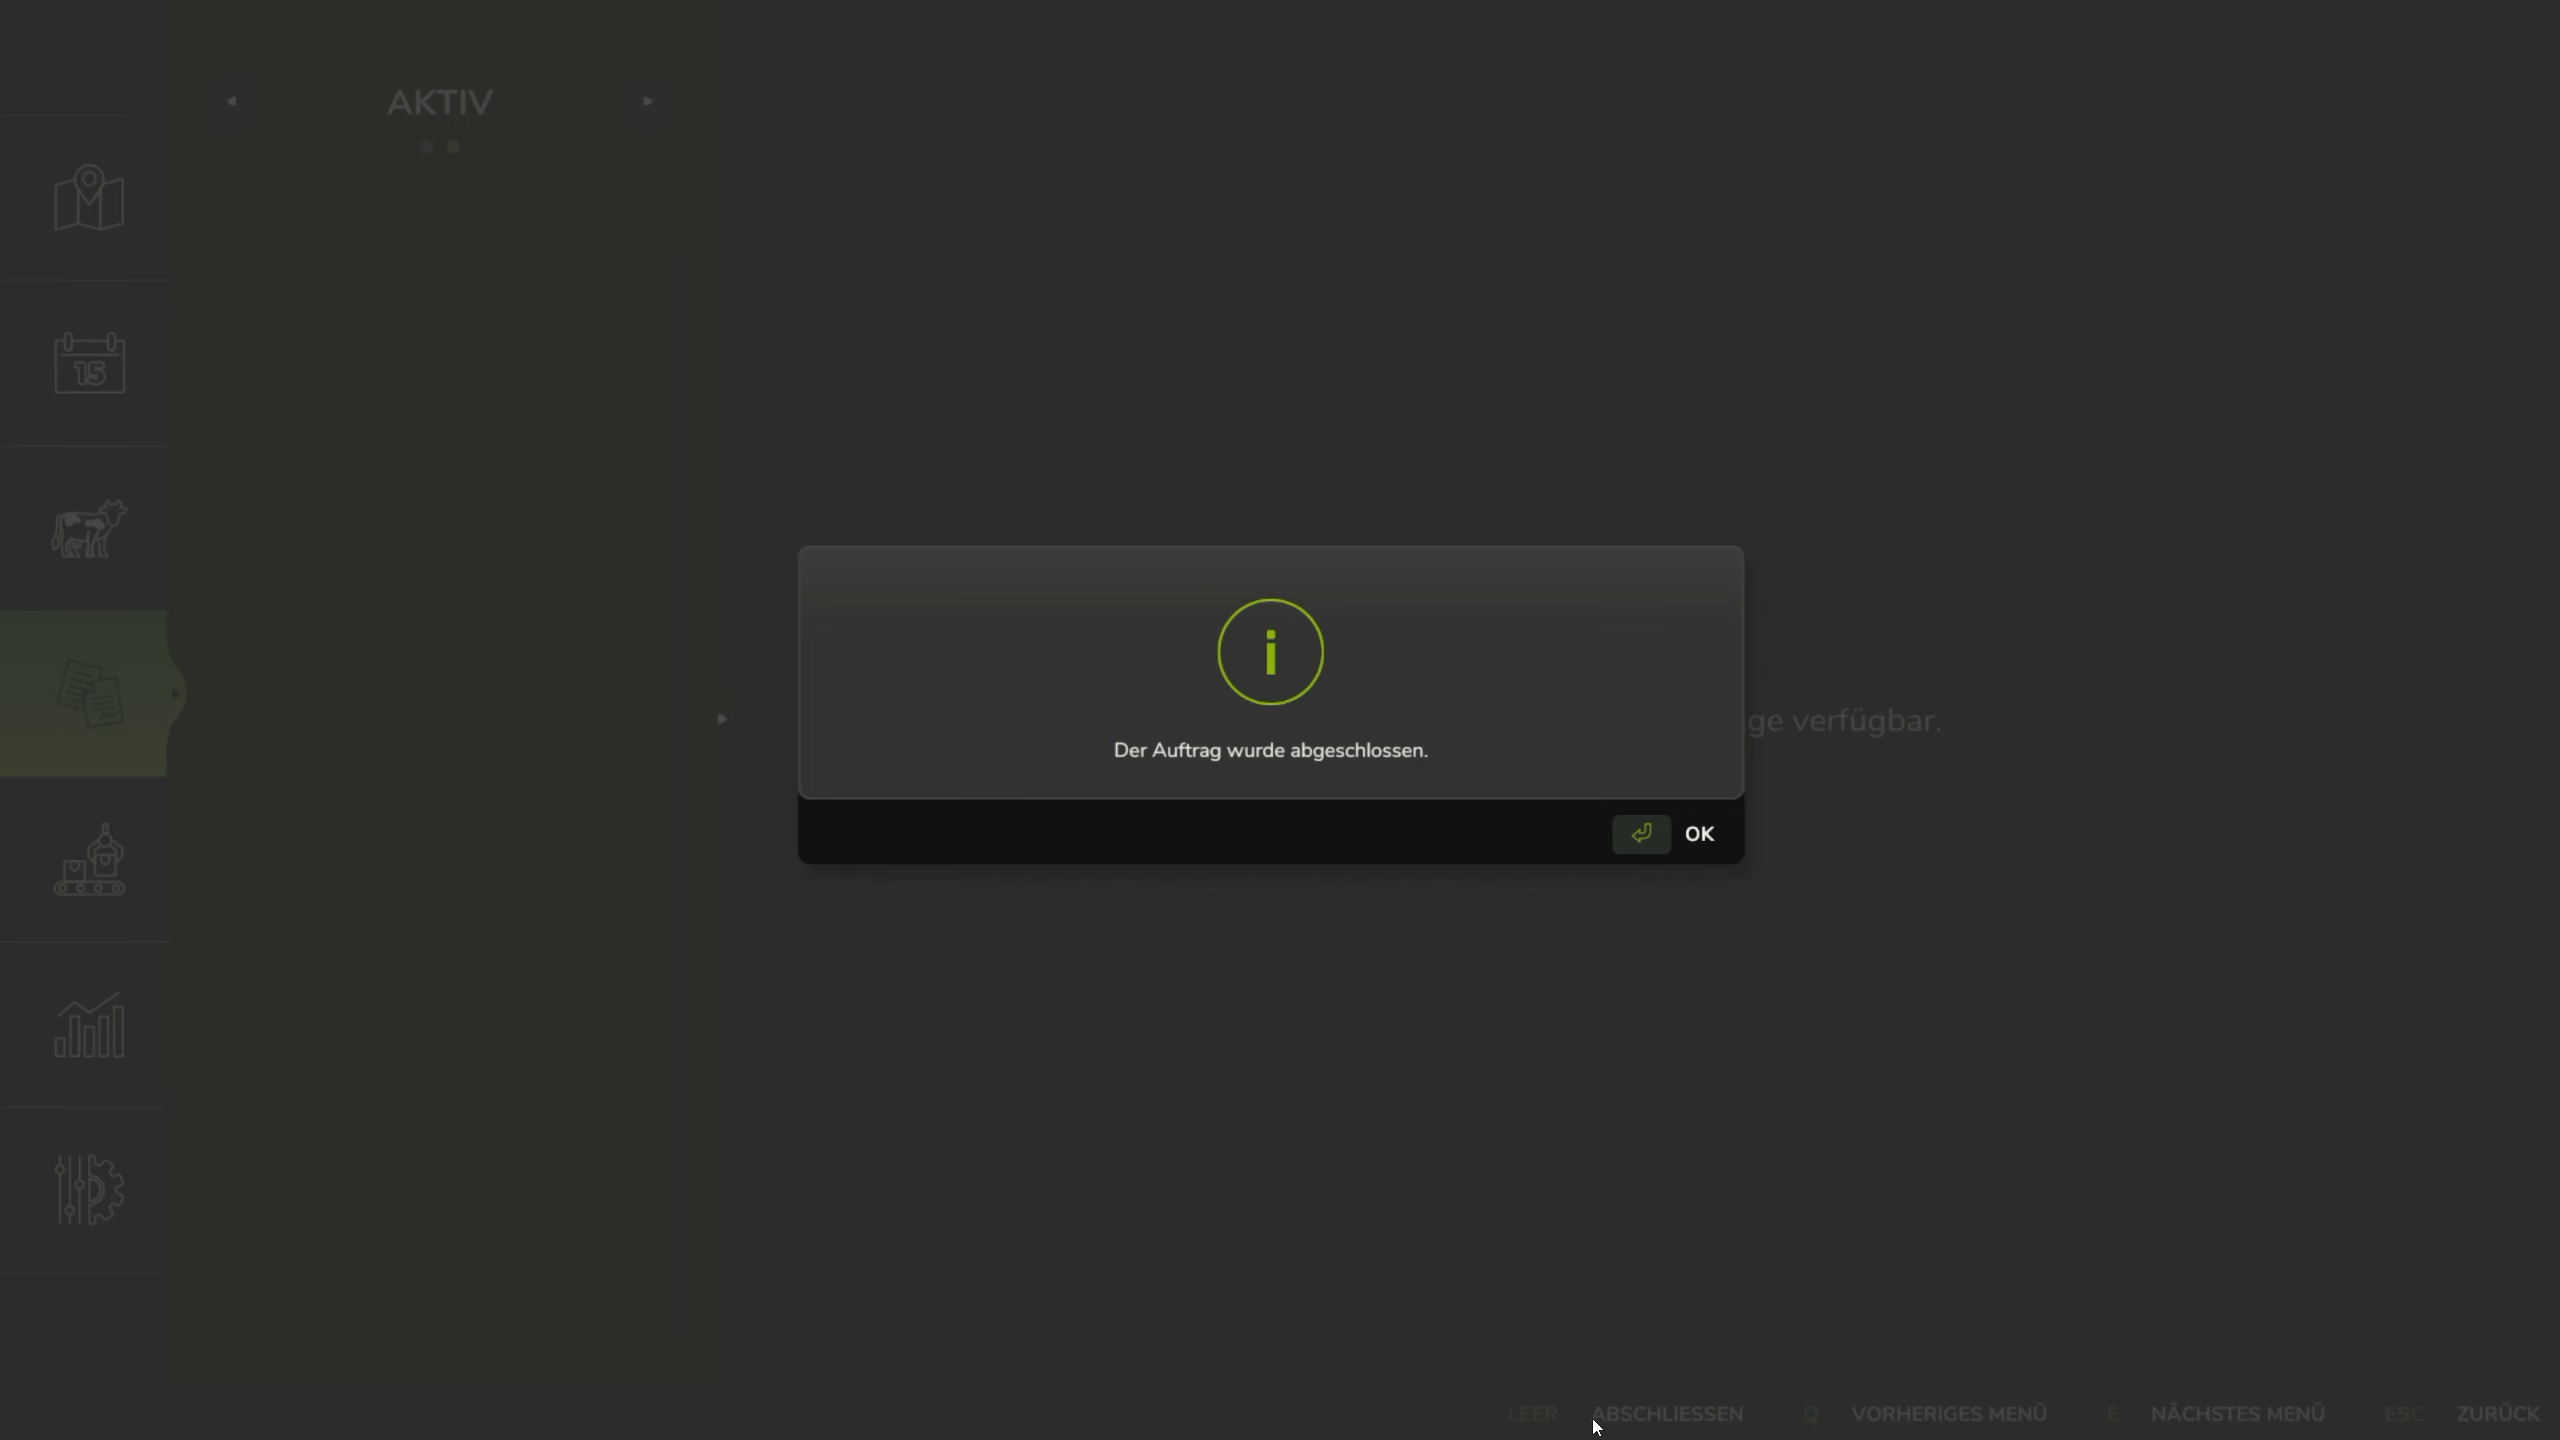 AKTIV
15
ge verfügbar.
Der Auftrag wurde abgeschlossen.
OK
LEER ABSCHLIESSEN Q VORHERIGES MENÜ E NÄCHSTES MENÜ ESC ZURÜCK